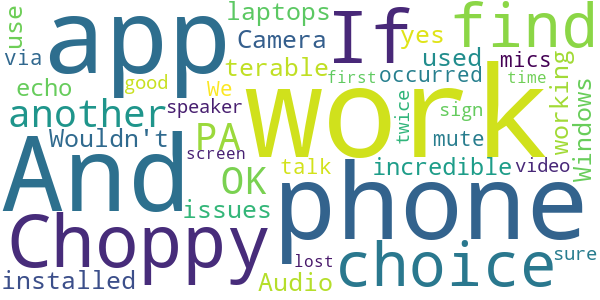 use app If find
via laptops Camera yes
terable used mics
echo good We occurred first time
another speaker work twice sign working Windows
And Wouldn't PA mute
screen talk incredible video
OK phone
Choppy issues choice sure
installed Audio lost